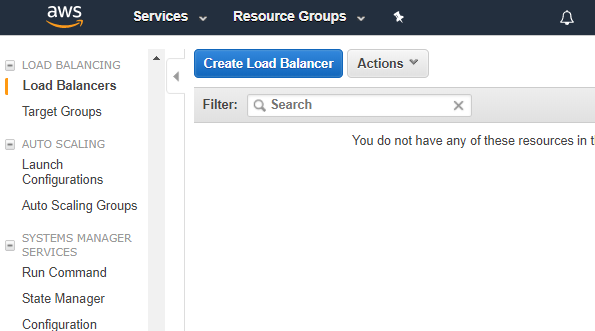 aws
Services
Resource Groups
LOAD BALANCING
Load Balancers
Target Groups
AUTO SCALING
Launch
Configurations
Auto Scaling Groups
SYSTEMS MANAGER
SERVICES
Run Command
State Manager
Configuration
Create Load Balancer
Actions
Filter:
Search
You do not have any of these resources in